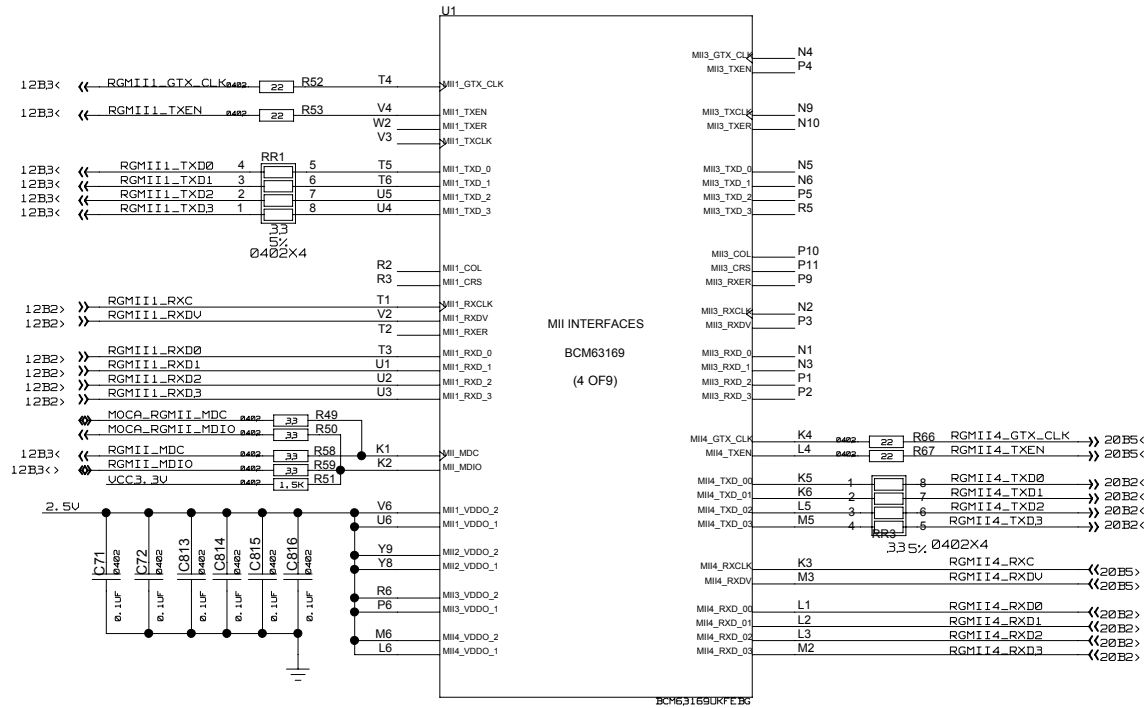 U1
12B3< RGMII1_GTX_CLK 0402 22 R52 T4 MII1_GTX_CLK
12B3< RGMII1_TXEN 0402 22 R53 V4 MII1_TXEN
W2 MII1_TXER
V3 MII1_TXCLK
RR1
12B3< RGMII1_TXD0 4 5 T5 MII1_TXD_0
12B3< RGMII1_TXD1 3 6 T6 MII1_TXD_1
12B3< RGMII1_TXD2 2 7 U5 MII1_TXD_2
12B3< RGMII1_TXD3 1 8 U4 MII1_TXD_3
33
5%
0402X4
R2 MII1_COL
R3 MII1_CRS
12B2> RGMII1_RXC T1 MII1_RXCLK
12B2> RGMII1_RXDV V2 MII1_RXDV
T2 MII1_RXER
12B2> RGMII1_RXD0 T3 MII1_RXD_0
12B2> RGMII1_RXD1 U1 MII1_RXD_1
12B2> RGMII1_RXD2 U2 MII1_RXD_2
12B2> RGMII1_RXD3 U3 MII1_RXD_3
MOCA_RGMII_MDC 0402 33 R49
MOCA_RGMII_MDIO 0402 33 R50
12B3< RGMII_MDC 0402 33 R58 K1 MII_MDC
12B3<> RGMII_MDIO 0402 33 R59 K2 MII_MDIO
VCC3.3V 0402 1.5K R51
2.5V
V6 MII1_VDDO_2
U6 MII1_VDDO_1
Y9 MII2_VDDO_2
Y8 MII2_VDDO_1
R6 MII3_VDDO_2
P6 MII3_VDDO_1
M6 MII4_VDDO_2
L6 MII4_VDDO_1
C71 0402 0.1UF
C72 0402 0.1UF
C813 0402 0.1UF
C814 0402 0.1UF
C815 0402 0.1UF
C816 0402 0.1UF
MII INTERFACES
BCM63169
(4 OF9)
MII3_GTX_CLK N4
MII3_TXEN P4
MII3_TXCLK N9
MII3_TXER N10
MII3_TXD_0 N5
MII3_TXD_1 N6
MII3_TXD_2 P5
MII3_TXD_3 R5
MII3_COL P10
MII3_CRS P11
MII3_RXER P9
MII3_RXCLK N2
MII3_RXDV P3
MII3_RXD_0 N1
MII3_RXD_1 N3
MII3_RXD_2 P1
MII3_RXD_3 P2
MII4_GTX_CLK K4 0402 22 R66 RGMII4_GTX_CLK 20B5<
MII4_TXEN L4 0402 22 R67 RGMII4_TXEN 20B5<
MII4_TXD_00 K5 1 8 RGMII4_TXD0 20B2<
MII4_TXD_01 K6 2 7 RGMII4_TXD1 20B2<
MII4_TXD_02 L5 3 6 RGMII4_TXD2 20B2<
MII4_TXD_03 M5 4 5 RGMII4_TXD3 20B2<
RR3
33 5% 0402X4
MII4_RXCLK K3 RGMII4_RXC 20B5>
MII4_RXDV M3 RGMII4_RXDV 20B5>
MII4_RXD_00 L1 RGMII4_RXD0 20B2>
MII4_RXD_01 L2 RGMII4_RXD1 20B2>
MII4_RXD_02 L3 RGMII4_RXD2 20B2>
MII4_RXD_03 M2 RGMII4_RXD3 20B2>
BCM63169UKFEBG